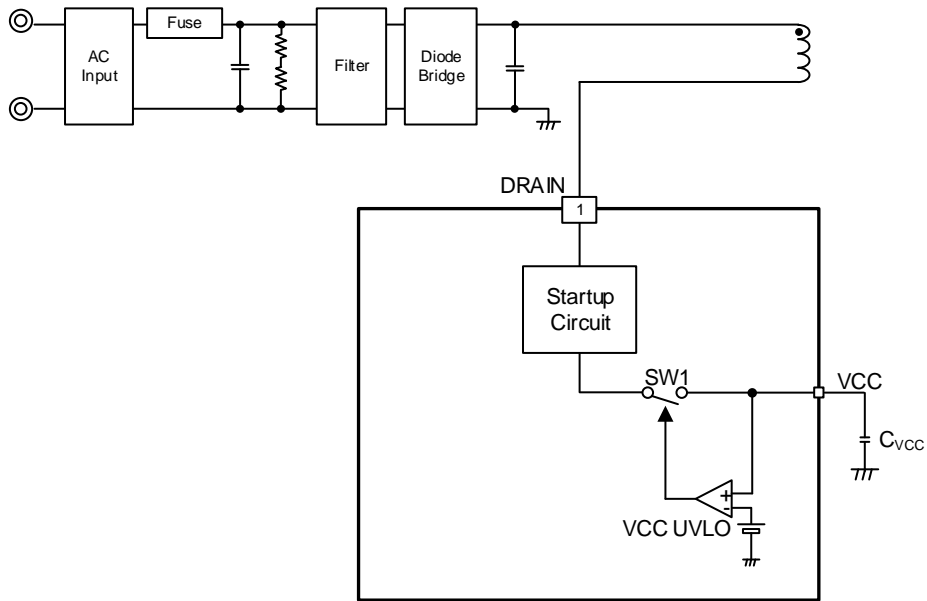 Fuse
AC
Input
Filter
Diode
Bridge
DRAIN
1
Startup
Circuit
SW1
VCC
CVCC
+
-
VCC UVLO